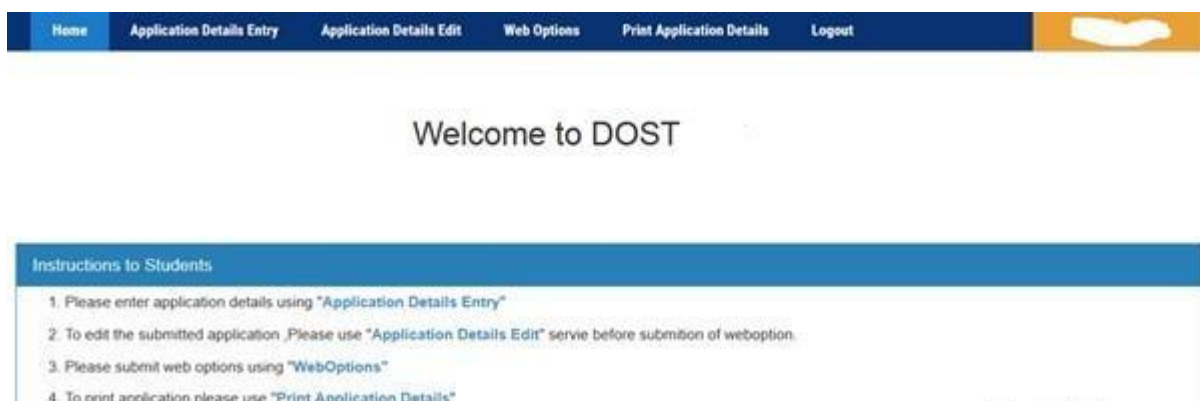 Home Application Details Entry Application Details Edit Web Options Print Application Details Logout
Welcome to DOST
Instructions to Students
1. Please enter application details using "Application Details Entry"
2. To edit the submitted application ,Please use "Application Details Edit" servie before submition of weboption.
3. Please submit web options using "WebOptions"
4. To print application please use "Print Application Details"